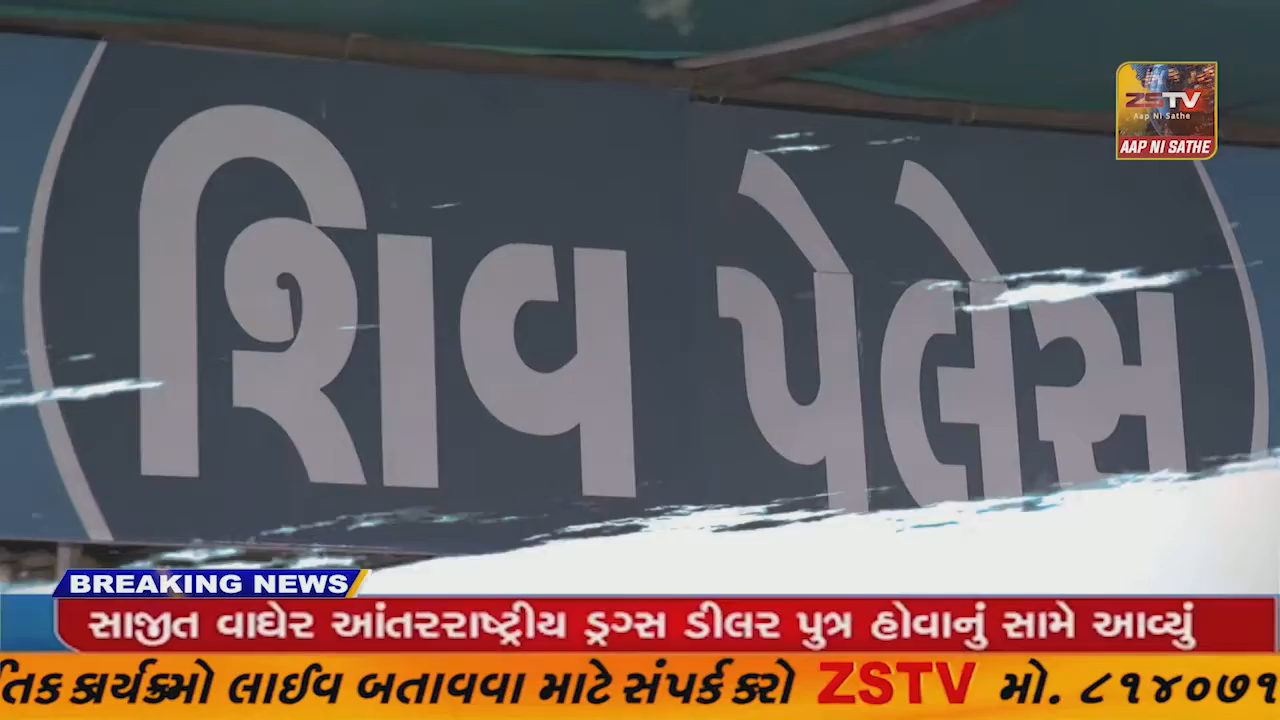 ZSTV
Aap Ni Sathe
AAP NI SATHE
શિવ પેલેસ
BREAKING NEWS
સાજીત વાઘેર આંતરરાષ્ટ્રીય ડ્રગ્સ ડીલર પુત્ર હોવાનું સામે આવ્યું
તિક કાર્યક્રમો લાઈવ બતાવવા માટે સંપર્ક કરો ZSTV મો. ૮૧૪૦૭૧